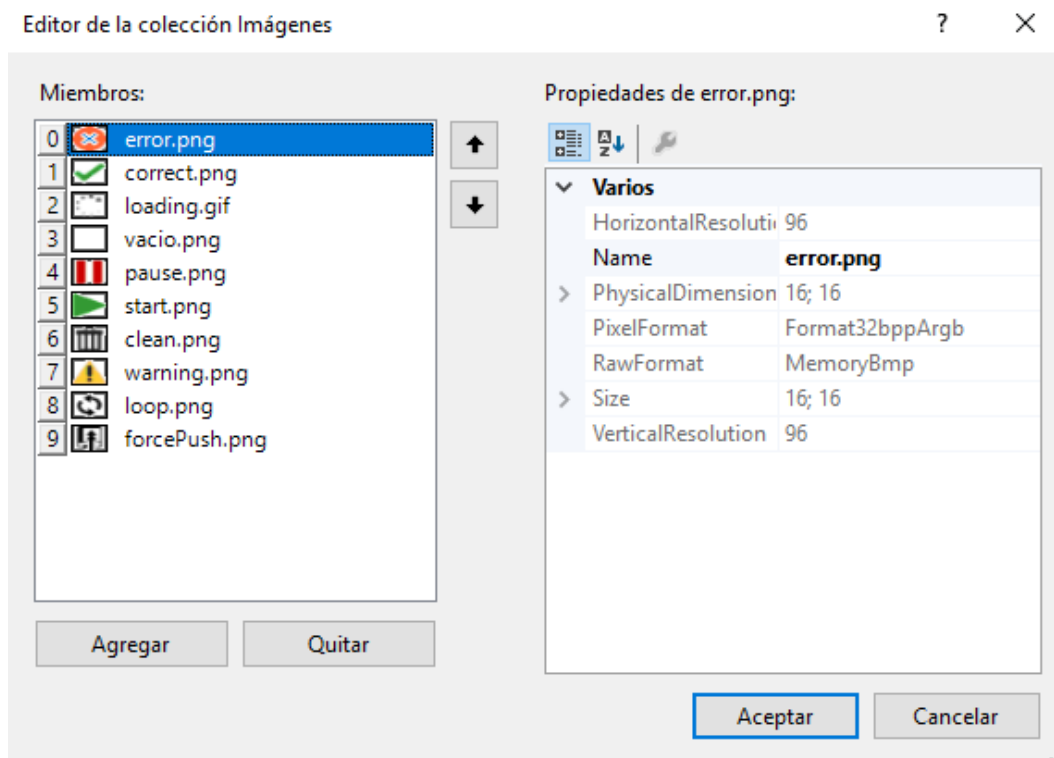 Editor de la colección Imágenes
?
Miembros:
0 error.png
1 correct.png
2 loading.gif
3 vacio.png
4 pause.png
5 start.png
6 clean.png
7 warning.png
8 loop.png
9 forcePush.png
Agregar Quitar
Propiedades de error.png:
Varios
HorizontalResoluti 96
Name error.png
PhysicalDimension 16; 16
PixelFormat Format32bppArgb
RawFormat MemoryBmp
Size 16; 16
VerticalResolution 96
Aceptar Cancelar